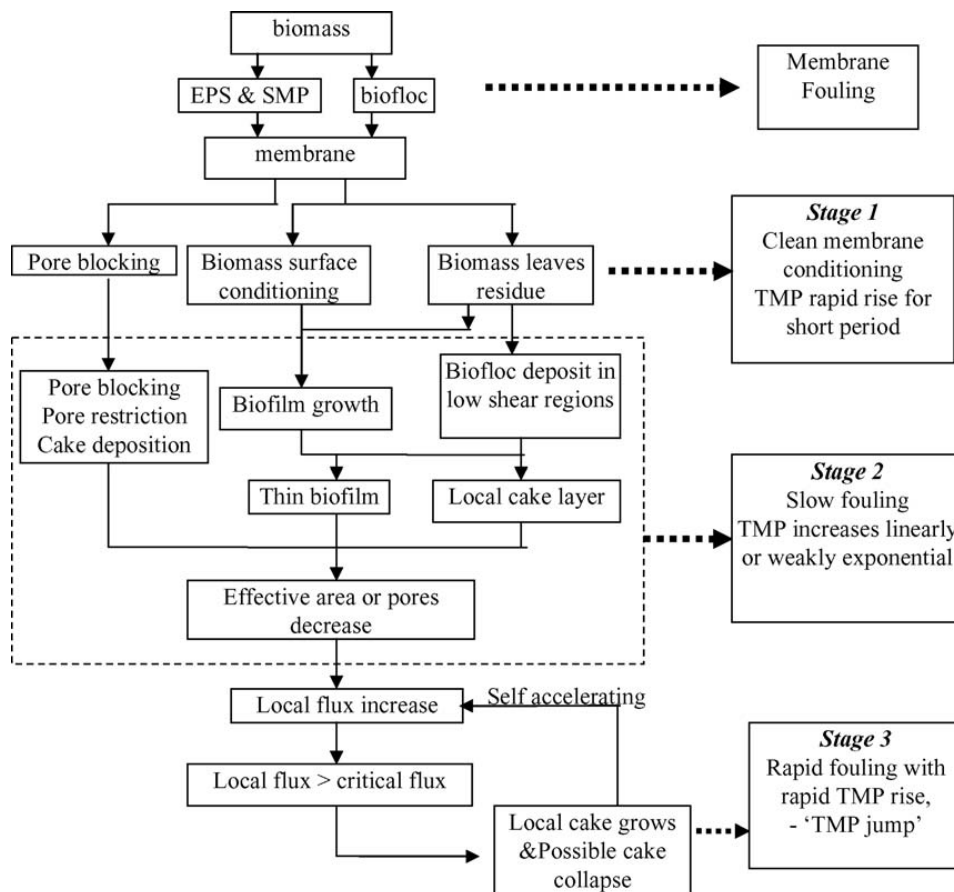 biomass
EPS & SMP
biofloc
membrane
Membrane
Fouling
Pore blocking
Biomass surface
conditioning
Biomass leaves
residue
Stage 1
Clean membrane
conditioning
TMP rapid rise for
short period
Pore blocking
Pore restriction
Cake deposition
Biofilm growth
Biofloc deposit in
low shear regions
Thin biofilm
Local cake layer
Effective area or pores
decrease
Stage 2
Slow fouling
TMP increases linearly
or weakly exponential
Local flux increase
Self accelerating
Local flux > critical flux
Local cake grows
&Possible cake
collapse
Stage 3
Rapid fouling with
rapid TMP rise,
- ‘TMP jump’